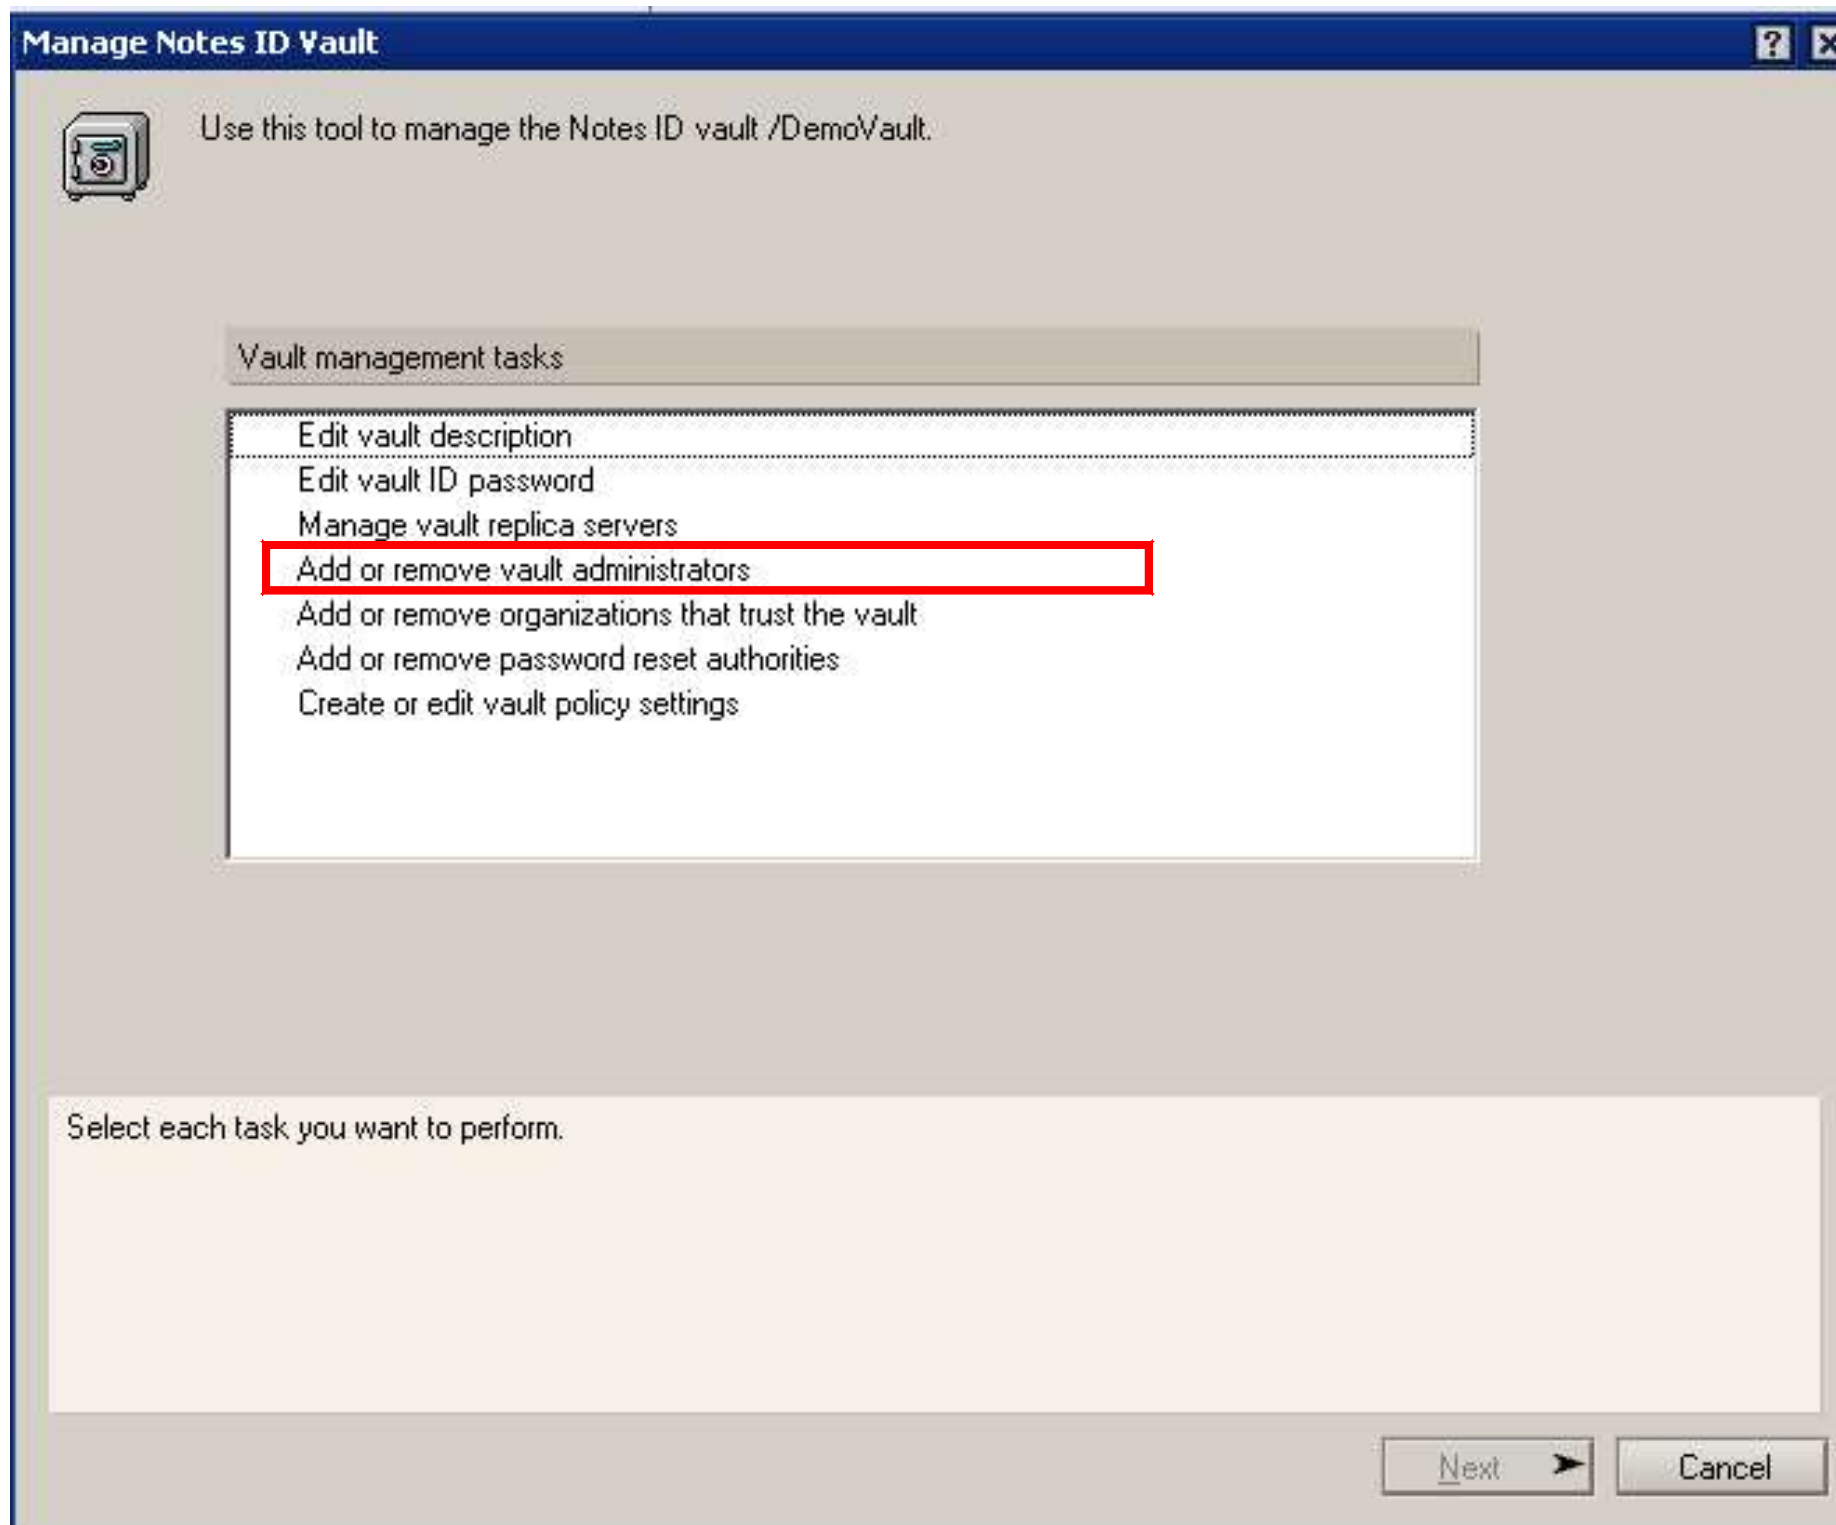 Manage Notes ID Vault
Use this tool to manage the Notes ID vault /DemoVault.
Vault management tasks
Edit vault description
Edit vault ID password
Manage vault replica servers
Add or remove vault administrators
Add or remove organizations that trust the vault
Add or remove password reset authorities
Create or edit vault policy settings
Select each task you want to perform.
Next
Cancel